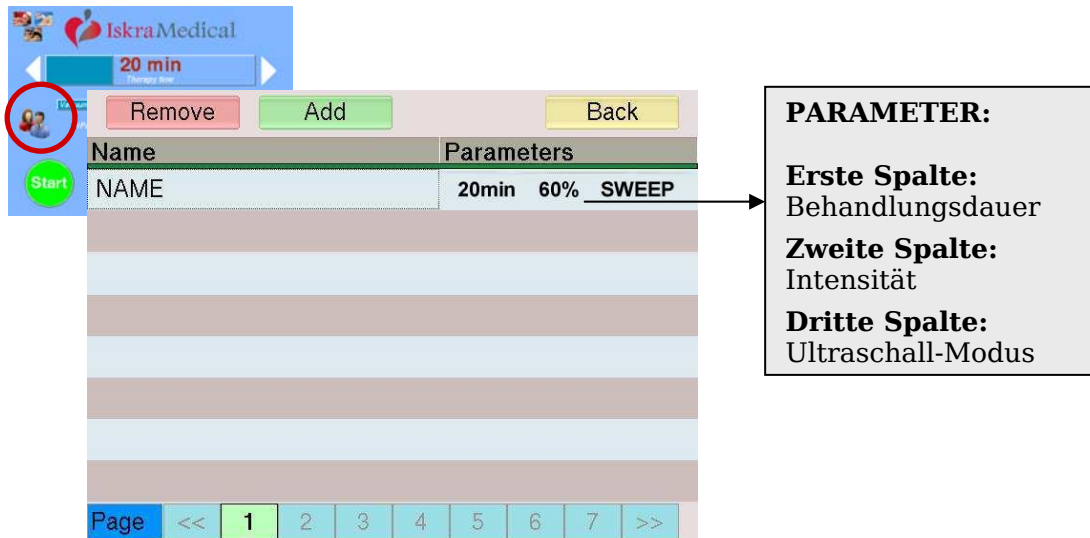 IskraMedical
20 min
Therapy time
Remove Add Back
Name Parameters
Start
NAME 20min 60% SWEEP
Page << 1 2 3 4 5 6 7 >>
PARAMETER:
Erste Spalte:
Behandlungsdauer
Zweite Spalte:
Intensität
Dritte Spalte:
Ultraschall-Modus